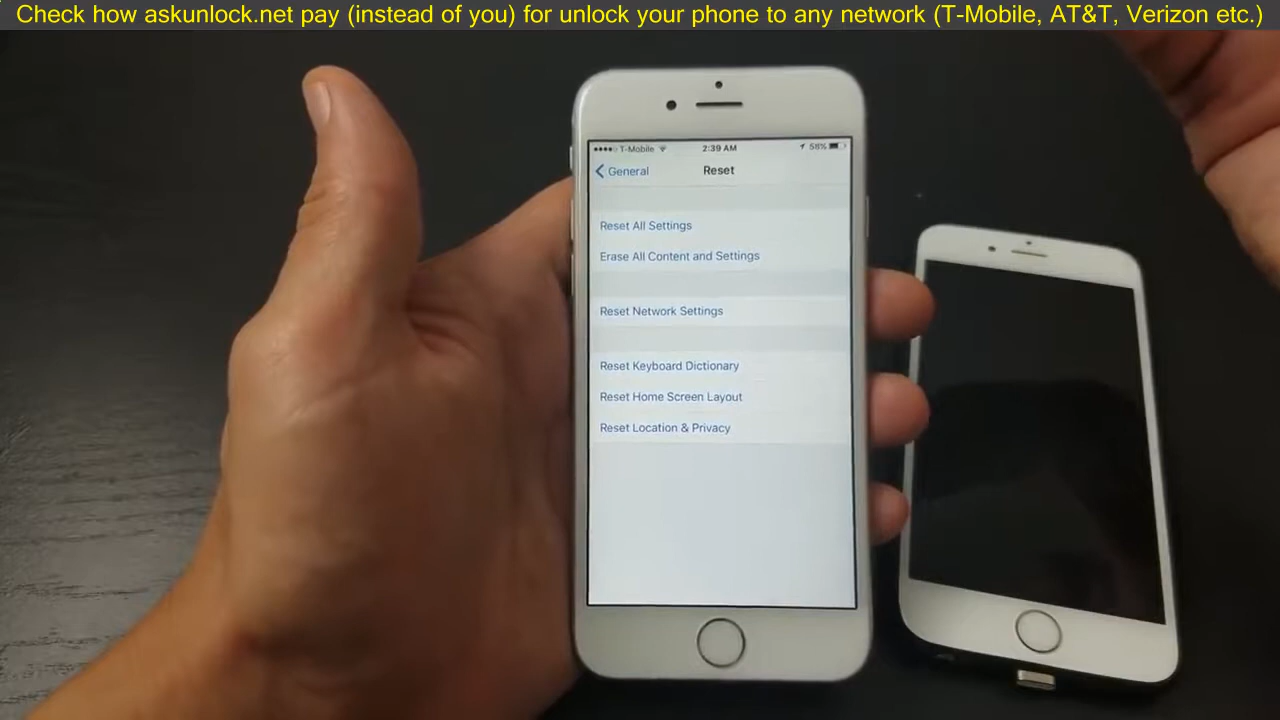 Check how askunlock.net pay (instead of you) for unlock your phone to any network (T-Mobile, AT&T, Verizon etc.)
T-Mobile 2:39 AM 58%
General Reset
Reset All Settings
Erase All Content and Settings
Reset Network Settings
Reset Keyboard Dictionary
Reset Home Screen Layout
Reset Location & Privacy